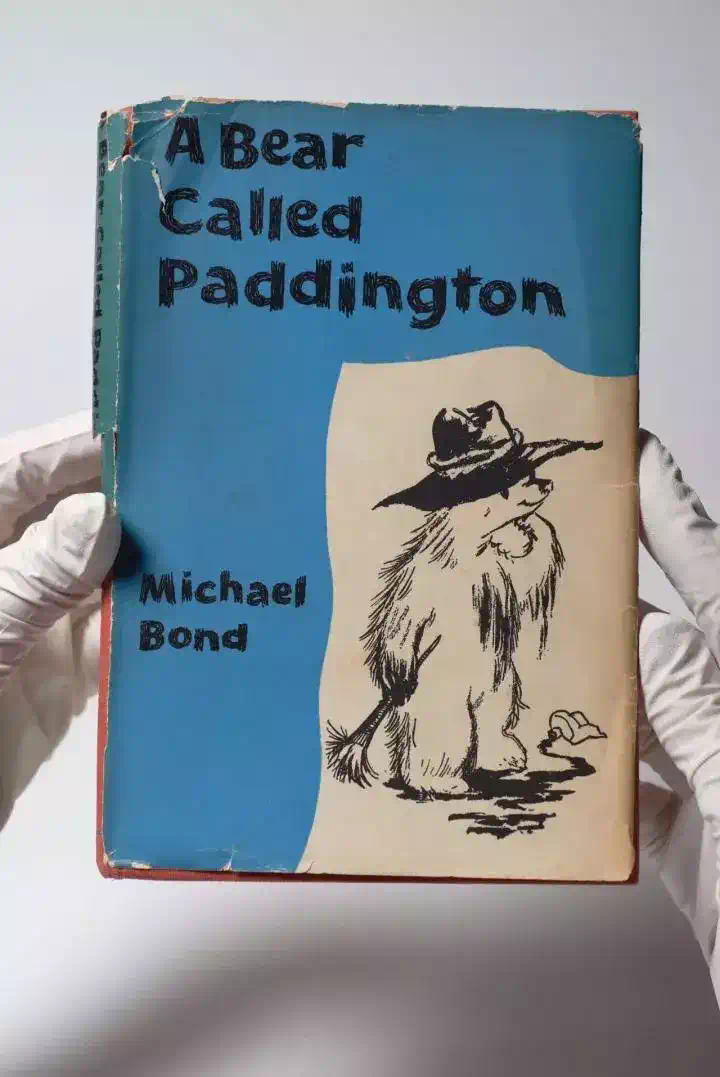 A Bear
Called
Paddington
Michael
Bond